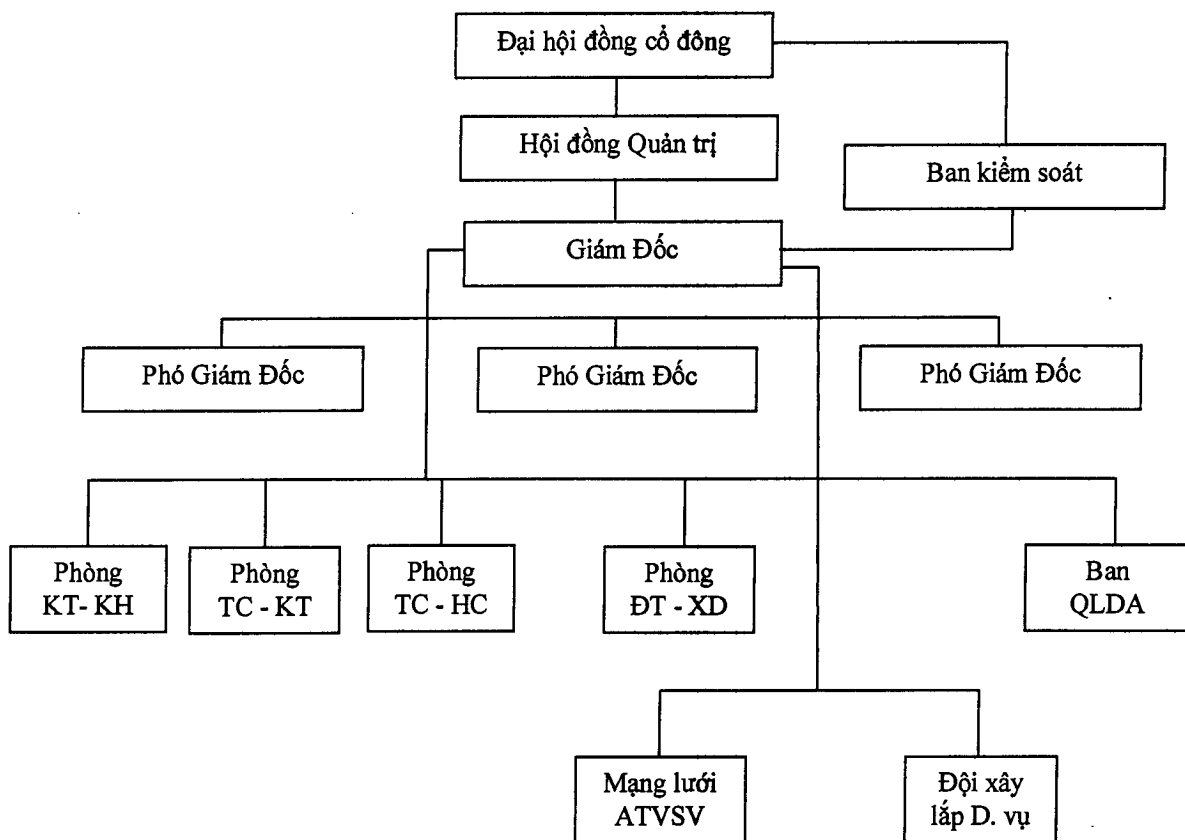 Đại hội đồng cổ đông
Hội đồng Quản trị
Ban kiểm soát
Giám Đốc
Phó Giám Đốc
Phó Giám Đốc
Phó Giám Đốc
Phòng
KT- KH
Phòng
TC - KT
Phòng
TC - HC
Phòng
ĐT - XD
Ban
QLDA
Mạng lưới
ATVSV
Đội xây
lắp D. vụ